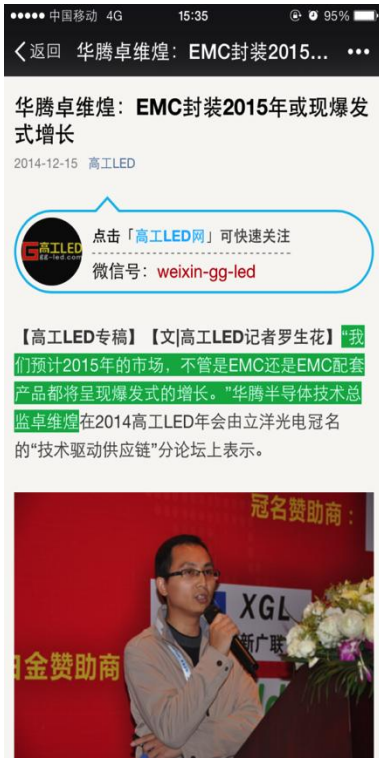 中国移动 4G 15:35 95%
返回 华腾卓维煌：EMC封装2015...
华腾卓维煌：EMC封装2015年或现爆发
式增长
2014-12-15 高工LED
高工LED
gg-led.com
点击「高工LED网」可快速关注
微信号：weixin-gg-led
【高工LED专稿】【文|高工LED记者罗生花】“我
们预计2015年的市场，不管是EMC还是EMC配套
产品都将呈现爆发式的增长。”华腾半导体技术总
监卓维煌在2014高工LED年会由立洋光电冠名
的“技术驱动供应链”分论坛上表示。
冠名赞助商：
XGL
新广联
白金赞助商